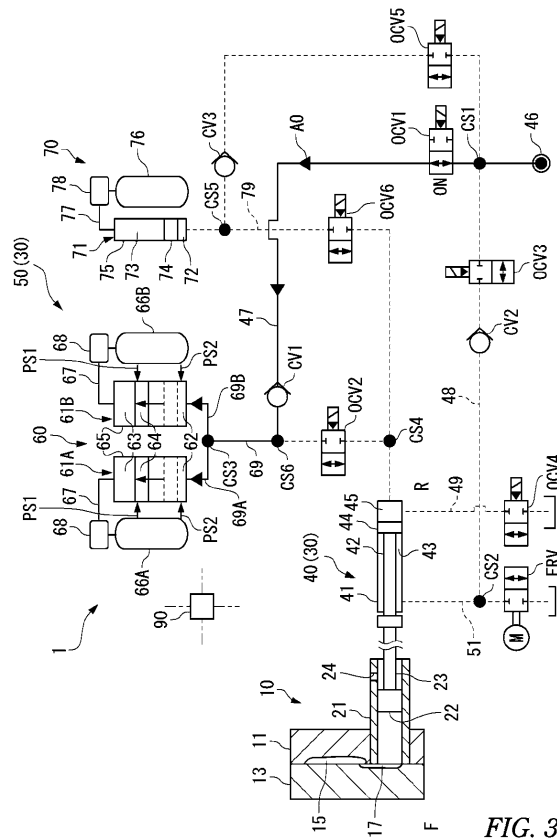 50 (30)
60
61A
61B
PS1
PS1
67
67
68
68
65
63
64
62
66A
66B
PS2
PS2
69A
69B
CS3
69
CS6
1
90
70
71
77
78
75
73
74
72
76
CS5
79
CV3
OCV5
A0
OCV1
ON
CS1
46
47
CV1
OCV6
OCV2
CS4
OCV3
CV2
48
40 (30)
41
42
44
45
43
R
49
OCV4
CS2
ERV
M
51
10
11
13
15
17
21
24
23
22
F
FIG. 3